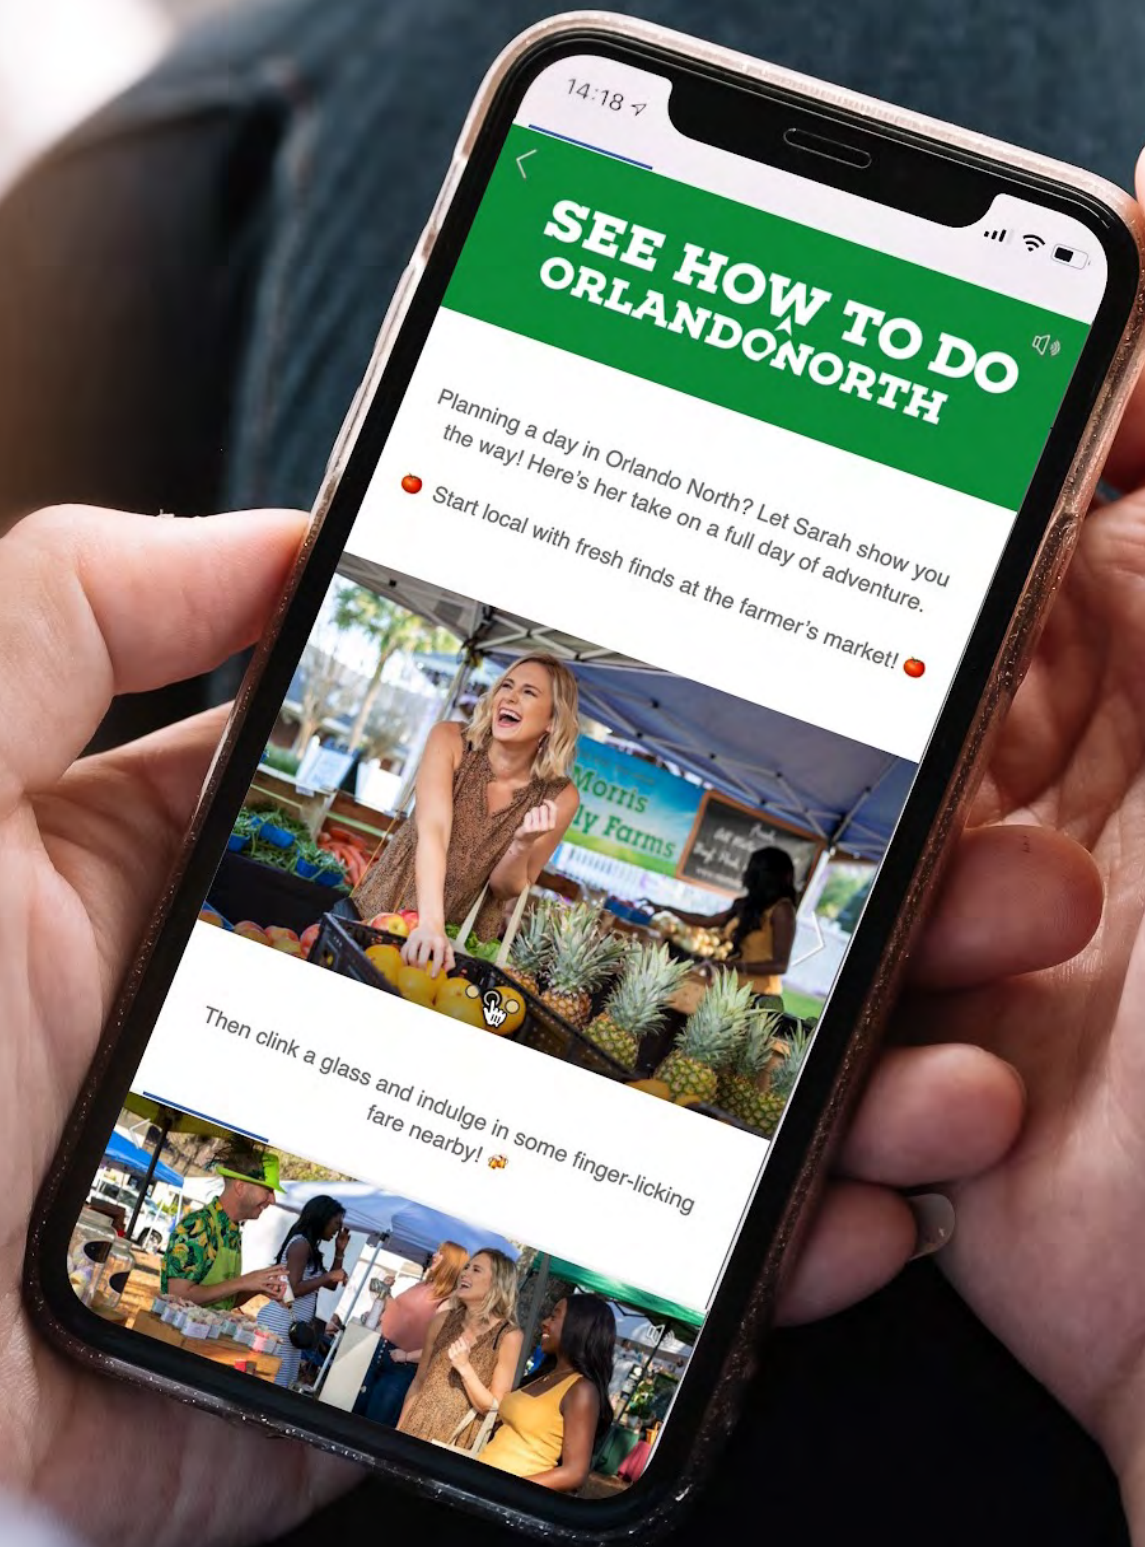 14:18
SEE HOW TO DO
ORLANDO NORTH
Planning a day in Orlando North? Let Sarah show you
the way! Here's her take on a full day of adventure.
🍅 Start local with fresh finds at the farmer's market! 🍅
Morris
ly Farms
Then clink a glass and indulge in some finger-licking
fare nearby! 🍻